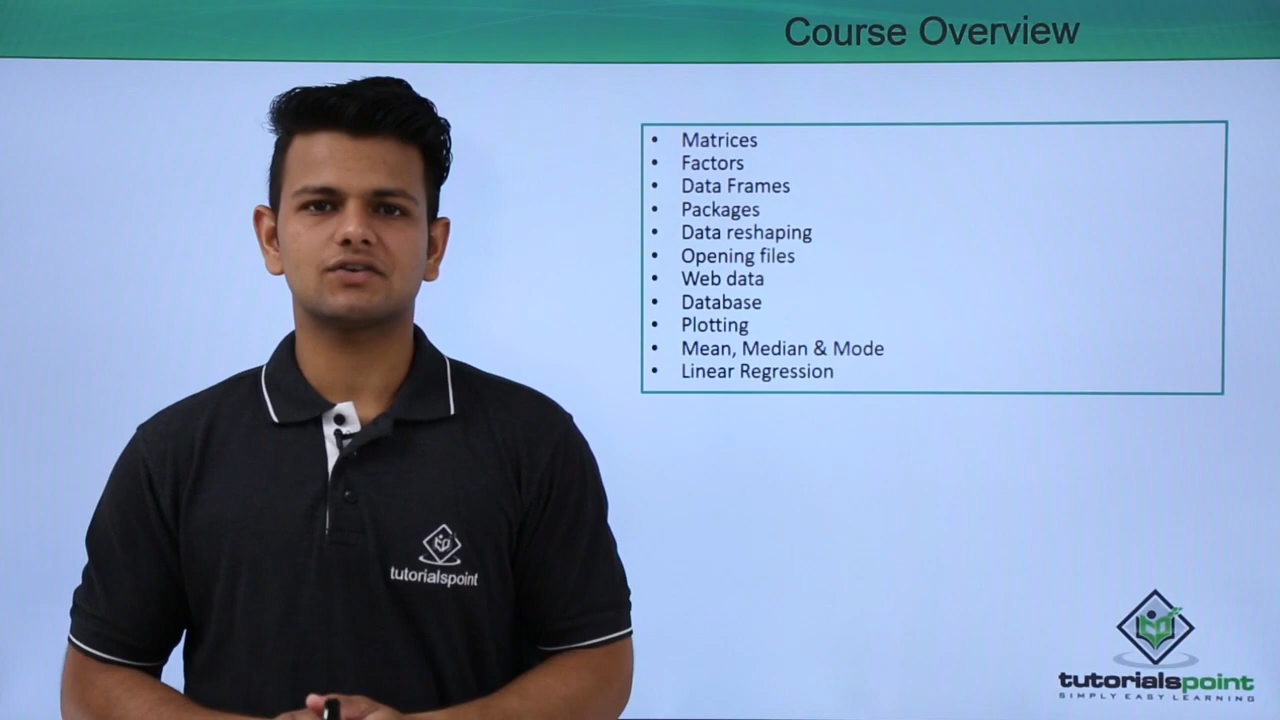 Course Overview
• Matrices
• Factors
• Data Frames
• Packages
• Data reshaping
• Opening files
• Web data
• Database
• Plotting
• Mean, Median & Mode
• Linear Regression
tutorialspoint
tutorialspoint
SIMPLY EASY LEARNING